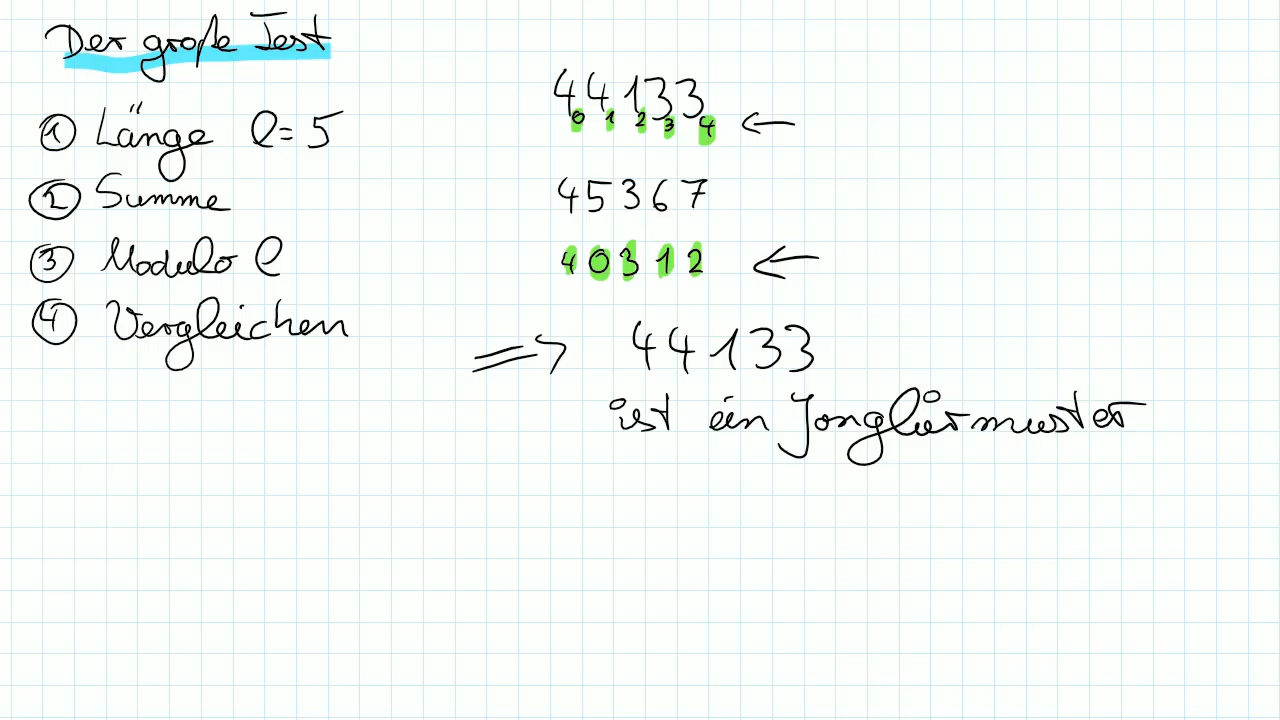 Der große Test
① Länge l = 5
② Summe
③ Modulo l
④ Vergleichen
44133
0 1 2 3 4 ←
45367
40312 ←
⟹ 44133
ist ein Jongliermuster